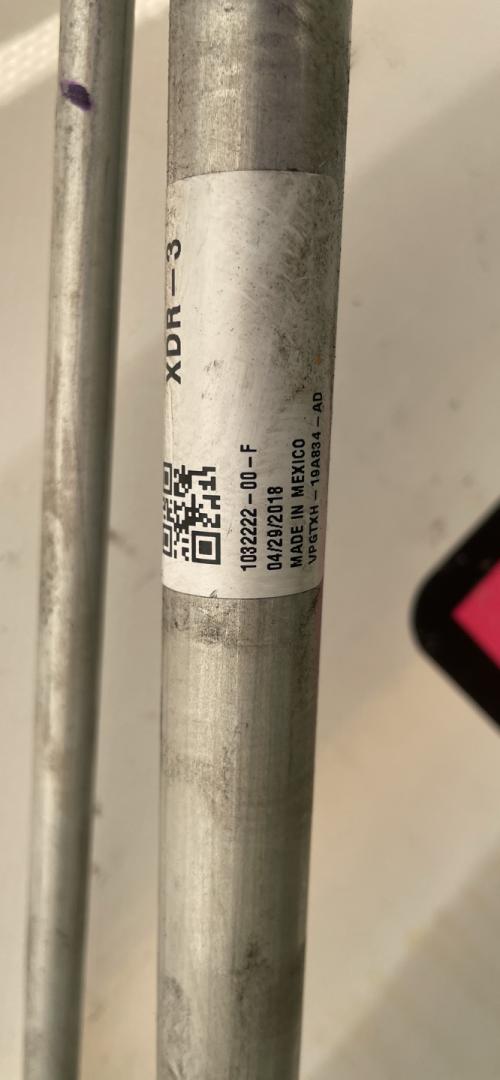 XDR-3
1032222-00-F
04/29/2018
MADE IN MEXICO
VPGTXH-19A834-AD